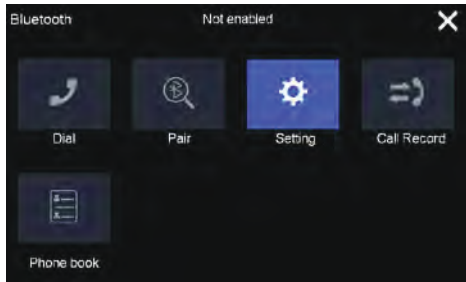 Bluetooth Not enabled
Dial Pair Setting Call Record
Phone book